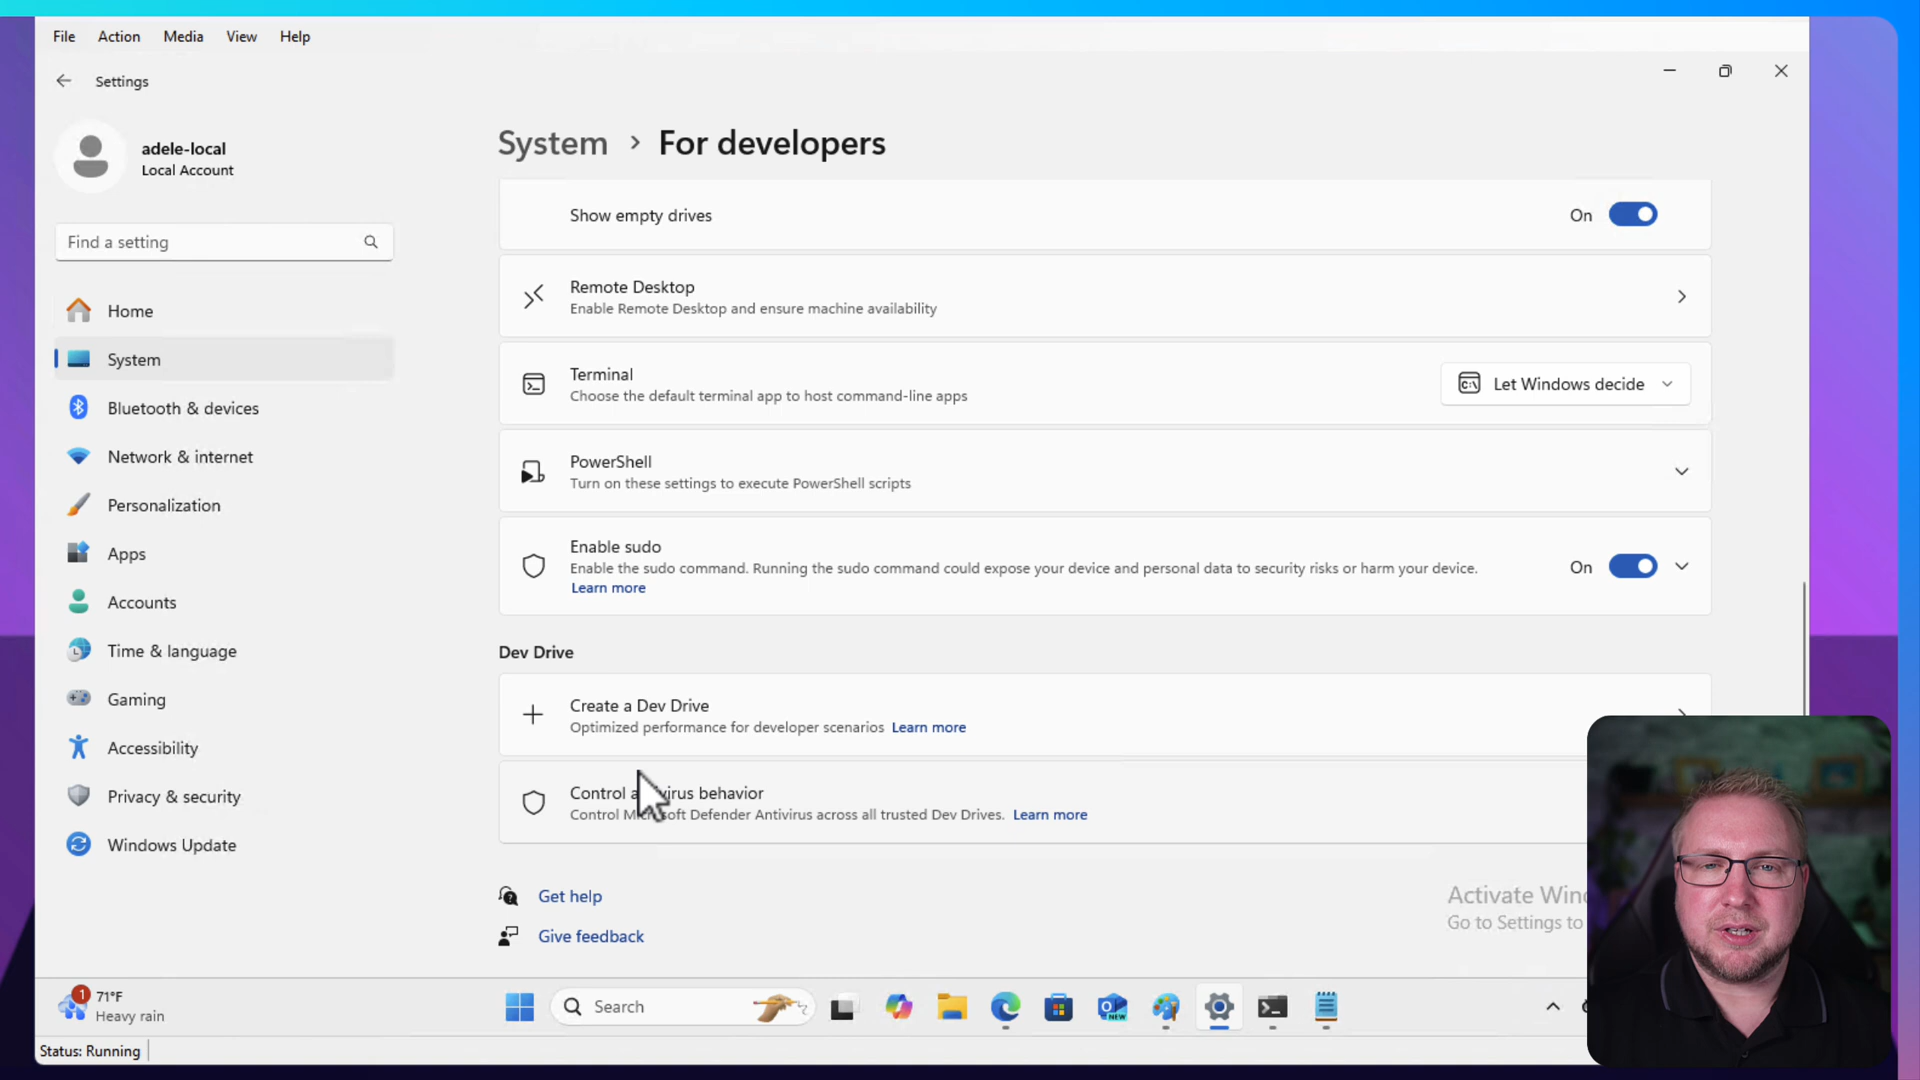 File Action Media View Help
Settings
adele-local
Local Account
Find a setting
Home
System
Bluetooth & devices
Network & internet
Personalization
Apps
Accounts
Time & language
Gaming
Accessibility
Privacy & security
Windows Update
System > For developers
Show empty drives On
Remote Desktop
Enable Remote Desktop and ensure machine availability
Terminal
Choose the default terminal app to host command-line apps
Let Windows decide
PowerShell
Turn on these settings to execute PowerShell scripts
Enable sudo
Enable the sudo command. Running the sudo command could expose your device and personal data to security risks or harm your device.
Learn more
On
Dev Drive
Create a Dev Drive
Optimized performance for developer scenarios Learn more
Control antivirus behavior
Control Microsoft Defender Antivirus across all trusted Dev Drives. Learn more
Get help
Give feedback
Activate Win
Go to Settings to
1
71°F
Heavy rain
Search
NEW
Status: Running